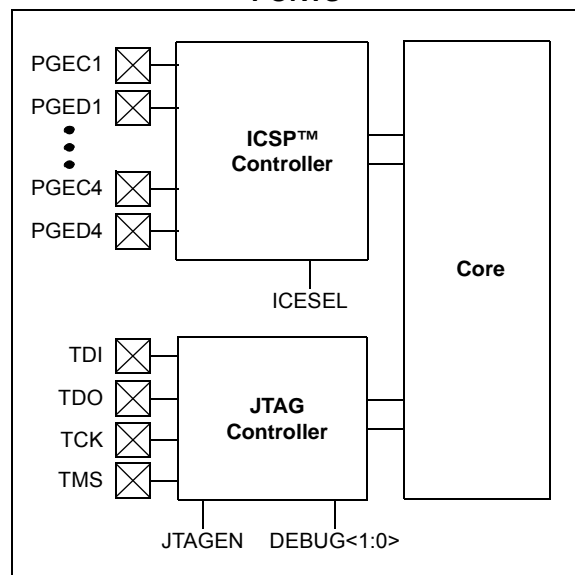 PGEC1
PGED1
PGEC4
PGED4
ICSP™
Controller
ICESEL
Core
TDI
TDO
TCK
TMS
JTAG
Controller
JTAGEN DEBUG<1:0>